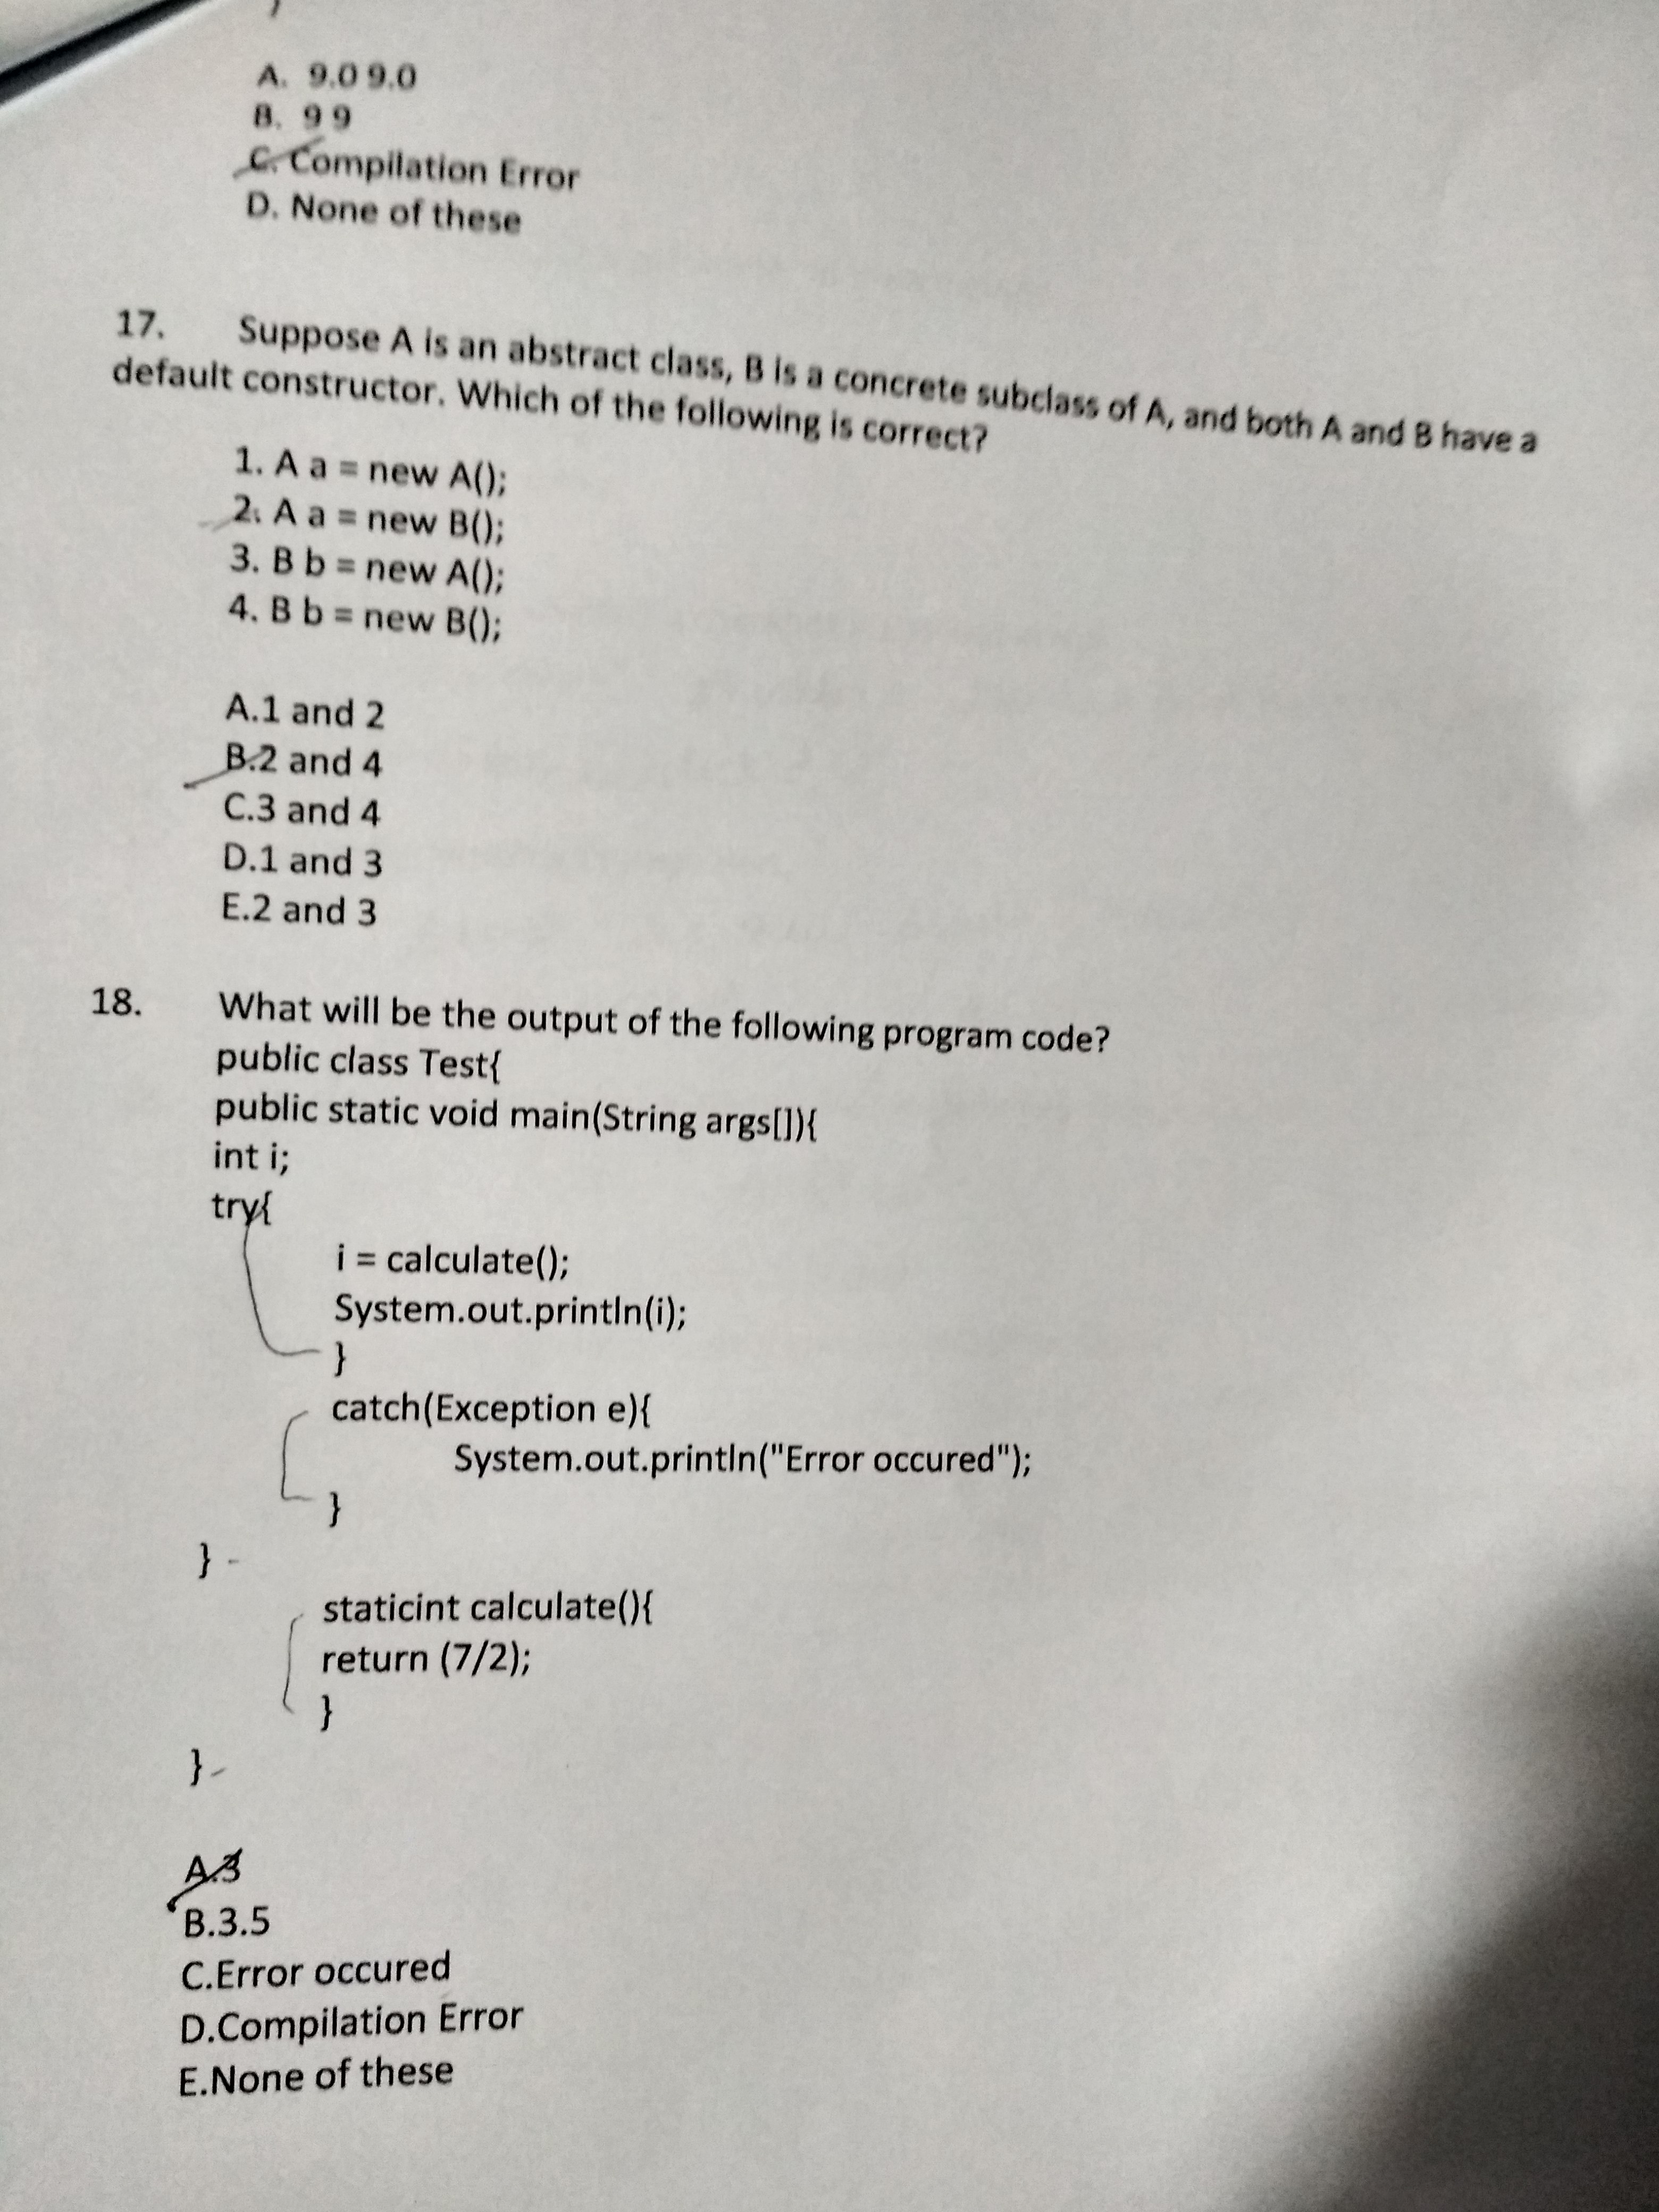 A. 9.0 9.0
B. 9 9
C. Compilation Error
D. None of these
17. Suppose A is an abstract class, B is a concrete subclass of A, and both A and B have a
default constructor. Which of the following is correct?
1. A a = new A();
2. A a = new B();
3. B b = new A();
4. B b = new B();
A.1 and 2
B.2 and 4
C.3 and 4
D.1 and 3
E.2 and 3
18. What will be the output of the following program code?
public class Test{
public static void main(String args[]){
int i;
try{
i = calculate();
System.out.println(i);
}
catch(Exception e){
System.out.println("Error occured");
}
}
staticint calculate(){
return (7/2);
}
}
A.3
B.3.5
C.Error occured
D.Compilation Error
E.None of these